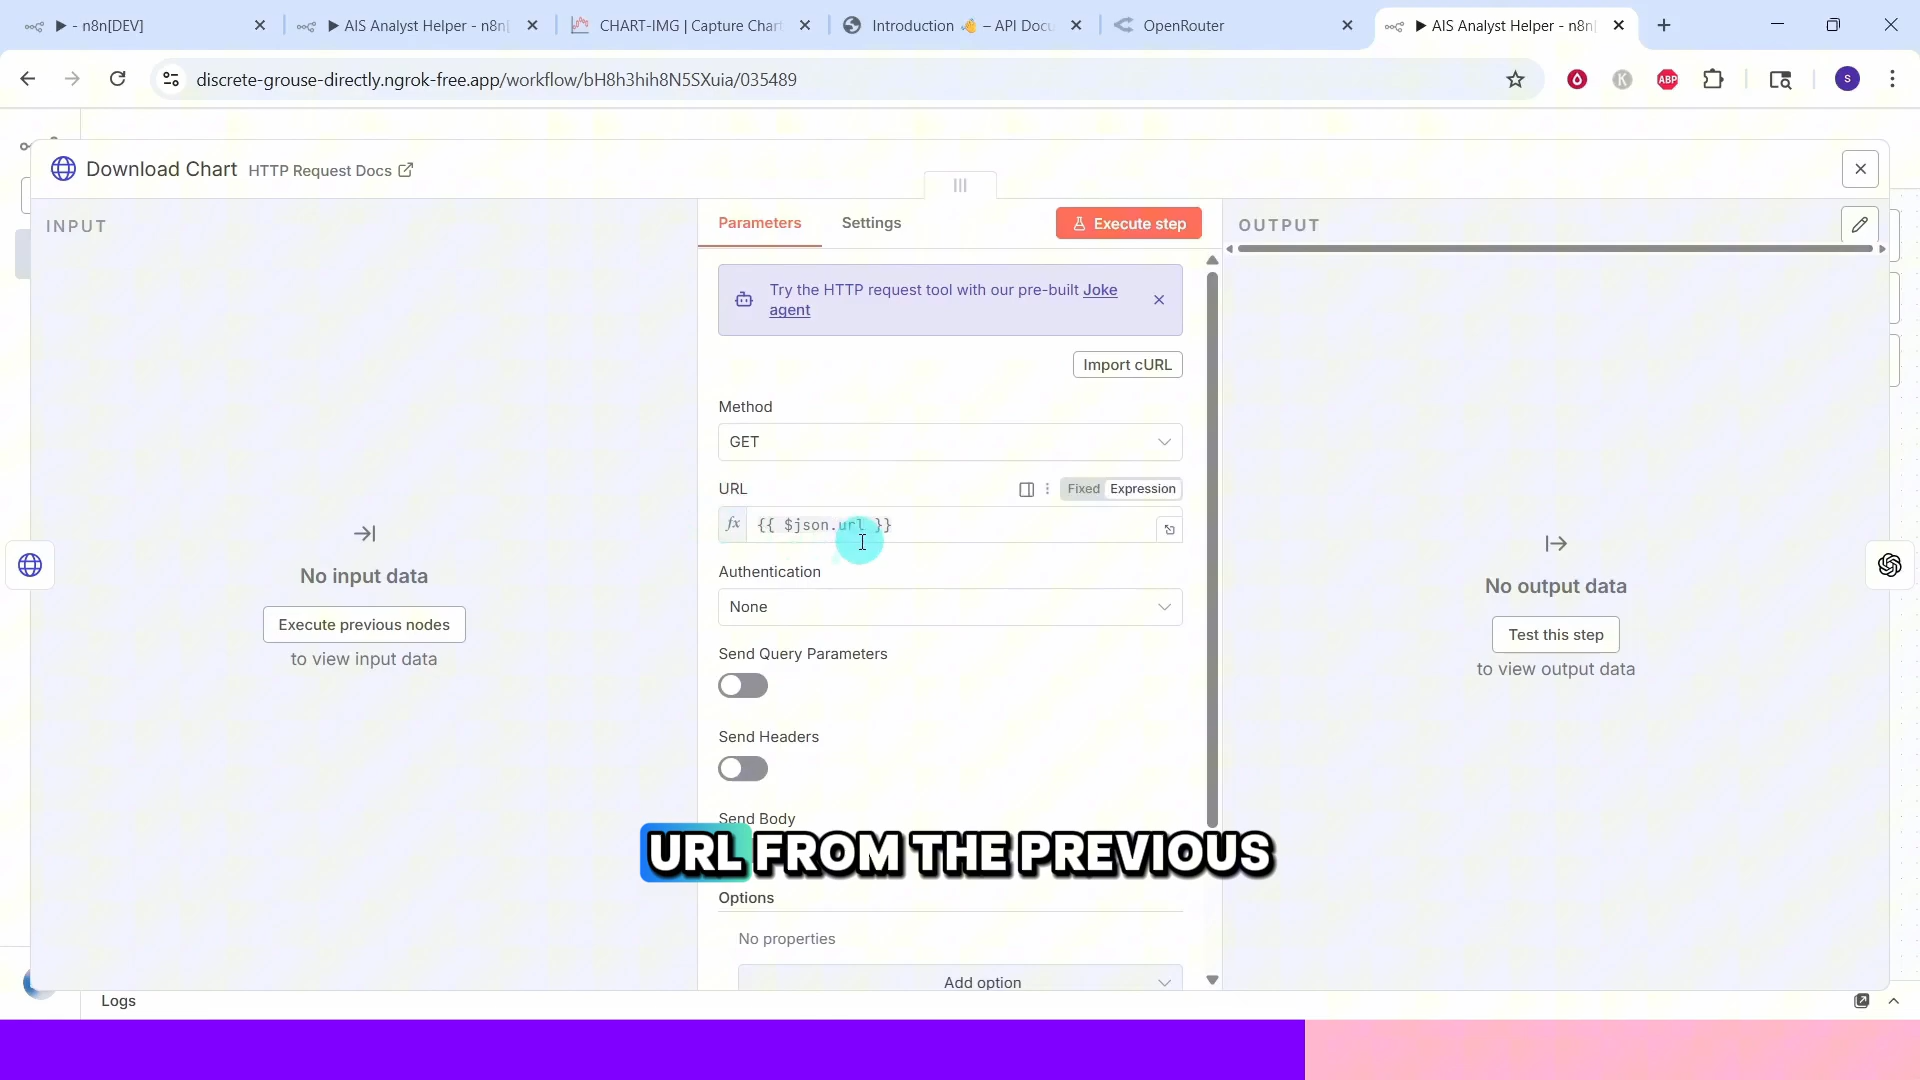 ▶ - n8n[DEV]
▶ AIS Analyst Helper - n8n[
CHART-IMG | Capture Chart
Introduction 👋 – API Docu
OpenRouter
▶ AIS Analyst Helper - n8n[
discrete-grouse-directly.ngrok-free.app/workflow/bH8h3hih8N5SXuia/035489
K
ABP
S
Download Chart HTTP Request Docs
INPUT
Parameters
Settings
Execute step
OUTPUT
Try the HTTP request tool with our pre-built Joke
agent
Import cURL
Method
GET
URL
Fixed
Expression
fx {{ $json.url }}
No input data
Execute previous nodes
to view input data
No output data
Test this step
to view output data
Authentication
None
Send Query Parameters
Send Headers
Send Body
URL FROM THE PREVIOUS
Options
No properties
Add option
Logs